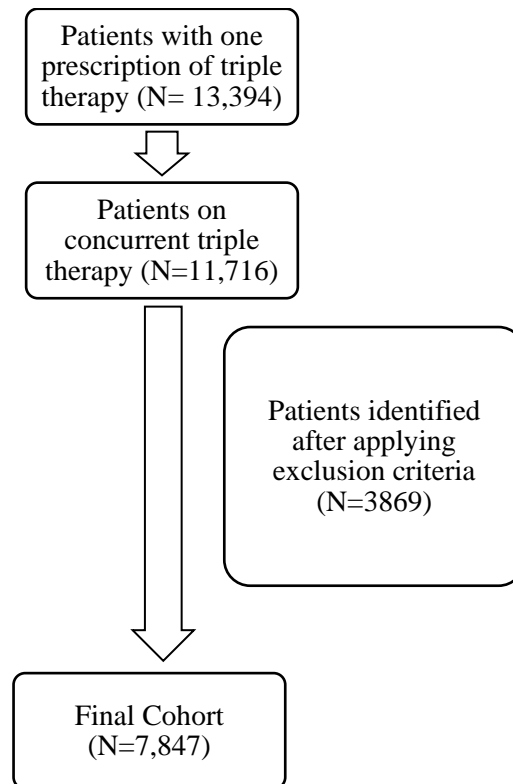 Patients with one
prescription of triple
therapy (N= 13,394)
Patients on
concurrent triple
therapy (N=11,716)
Patients identified
after applying
exclusion criteria
(N=3869)
Final Cohort
(N=7,847)